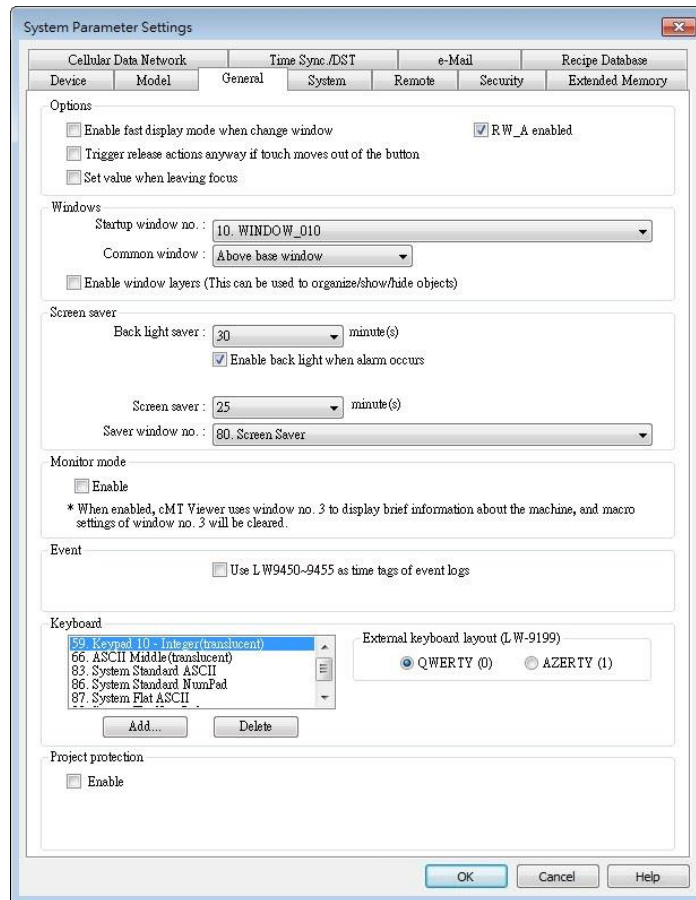 System Parameter Settings
Cellular Data Network Time Sync./DST e-Mail Recipe Database
Device Model General System Remote Security Extended Memory
Options
Enable fast display mode when change window RW_A enabled
Trigger release actions anyway if touch moves out of the button
Set value when leaving focus
Windows
Startup window no. : 10. WINDOW_010
Common window : Above base window
Enable window layers (This can be used to organize/show/hide objects)
Screen saver
Back light saver : 30 minute(s)
Enable back light when alarm occurs
Screen saver : 25 minute(s)
Saver window no. : 80. Screen Saver
Monitor mode
Enable
* When enabled, cMT Viewer uses window no. 3 to display brief information about the machine, and macro
settings of window no. 3 will be cleared.
Event
Use LW9450~9455 as time tags of event logs
Keyboard
59. Keypad 10 - Integer(translucent)
66. ASCII Middle(translucent)
83. System Standard ASCII
86. System Standard NumPad
87. System Flat ASCII
External keyboard layout (LW-9199)
QWERTY (0) AZERTY (1)
Add... Delete
Project protection
Enable
OK Cancel Help